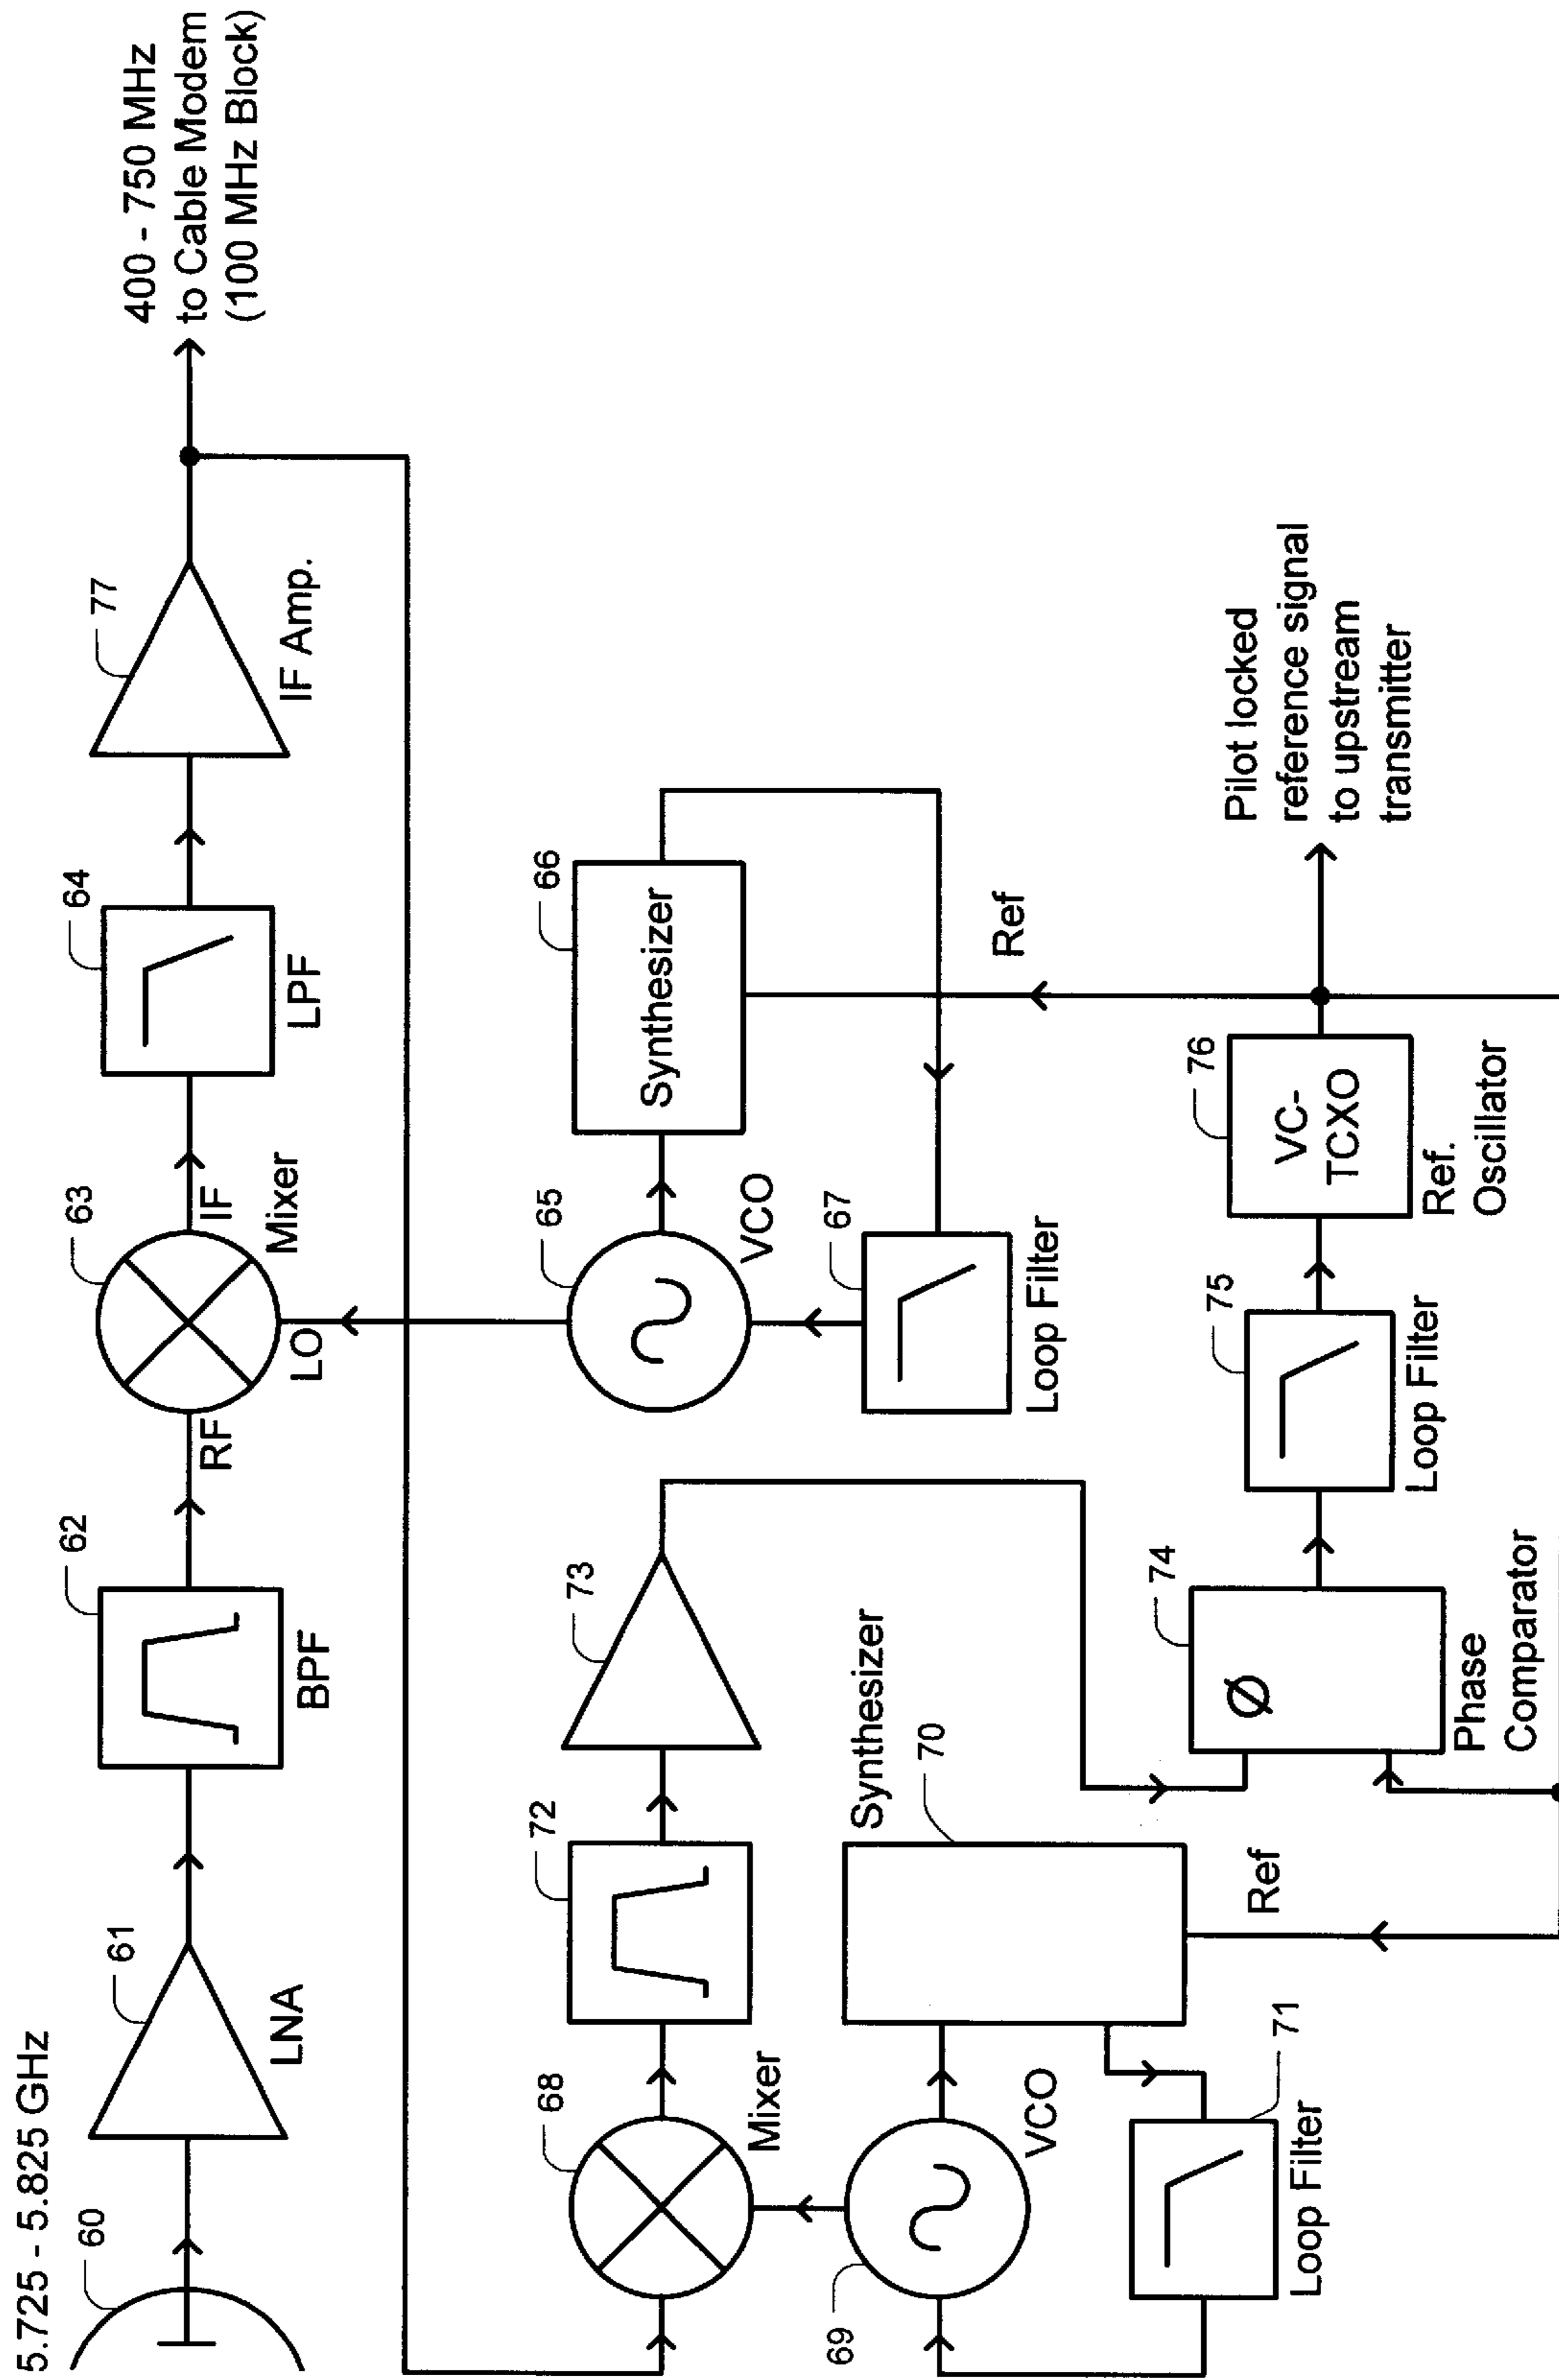 5.725 - 5.825 GHz
60
61
LNA
62
BPF
63
RF
IF
LO
Mixer
64
LPF
77
IF Amp.
400 - 750 MHz
to Cable Modem
(100 MHz Block)
68
Mixer
72
73
65
VCO
66
Synthesizer
67
Loop Filter
Ref
69
VCO
Synthesizer
70
71
Loop Filter
Ref
74
Ø
Phase
Comparator
75
Loop Filter
76
VC-
TCXO
Ref.
Oscillator
Pilot locked
reference signal
to upstream
transmitter